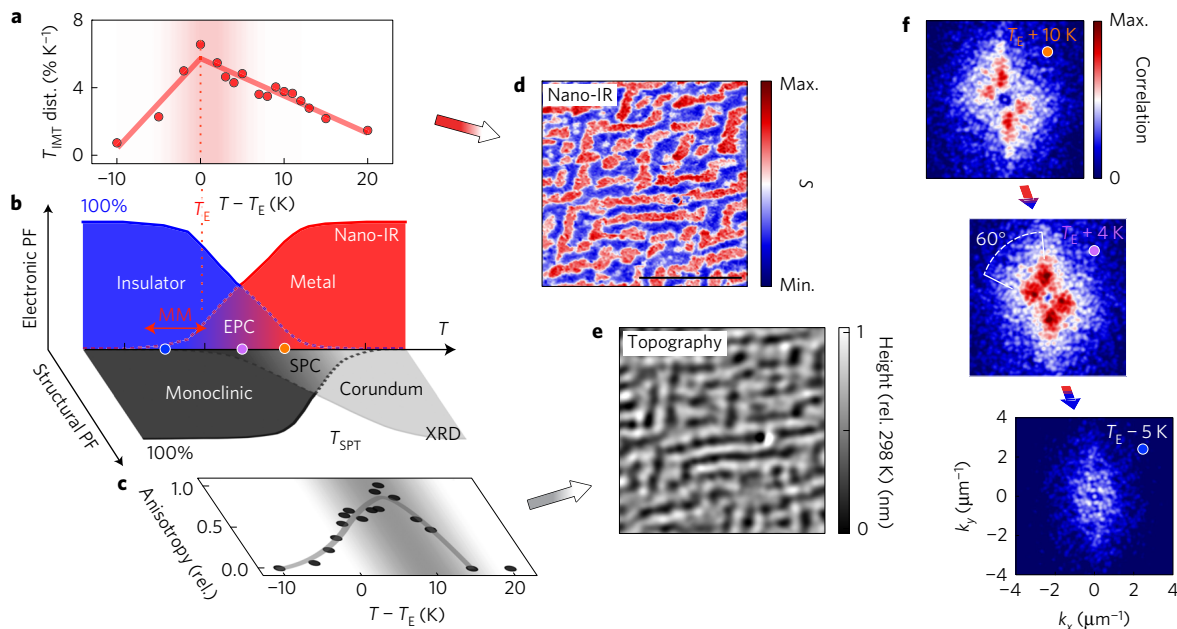 a
T_IMT dist. (% K⁻¹)
8
4
0
−10
0
10
20
T − T_E (K)
T_E
b
100%
Electronic PF
Insulator
Metal
Nano-IR
MM
EPC
T
SPC
Monoclinic
Corundum
Structural PF
100%
T_SPT
XRD
c
Anisotropy (rel.)
1.0
0.5
0.0
−10
0
10
20
T − T_E (K)
d
Nano-IR
Max.
S
Min.
e
Topography
1
Height (rel. 298 K) (nm)
0
f
T_E + 10 K
Max.
Correlation
0
60°
T_E + 4 K
T_E − 5 K
4
2
0
−2
−4
k_y (μm⁻¹)
−4
−2
0
2
4
k_x (μm⁻¹)